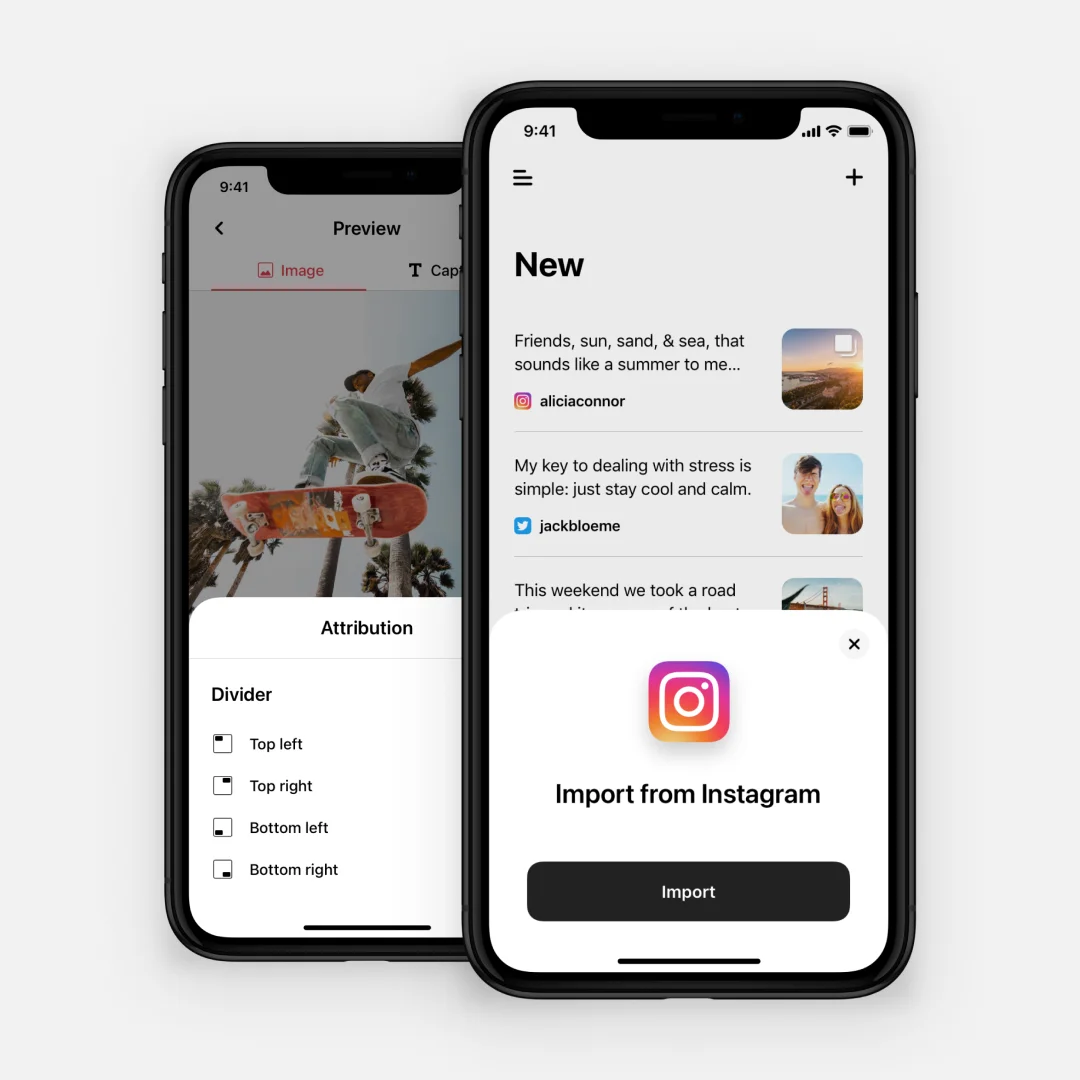 9:41
Preview
Image
T Capt
Attribution
Divider
Top left
Top right
Bottom left
Bottom right
9:41
New
Friends, sun, sand, & sea, that
sounds like a summer to me...
aliciaconnor
My key to dealing with stress is
simple: just stay cool and calm.
jackbloeme
This weekend we took a road
Import from Instagram
Import